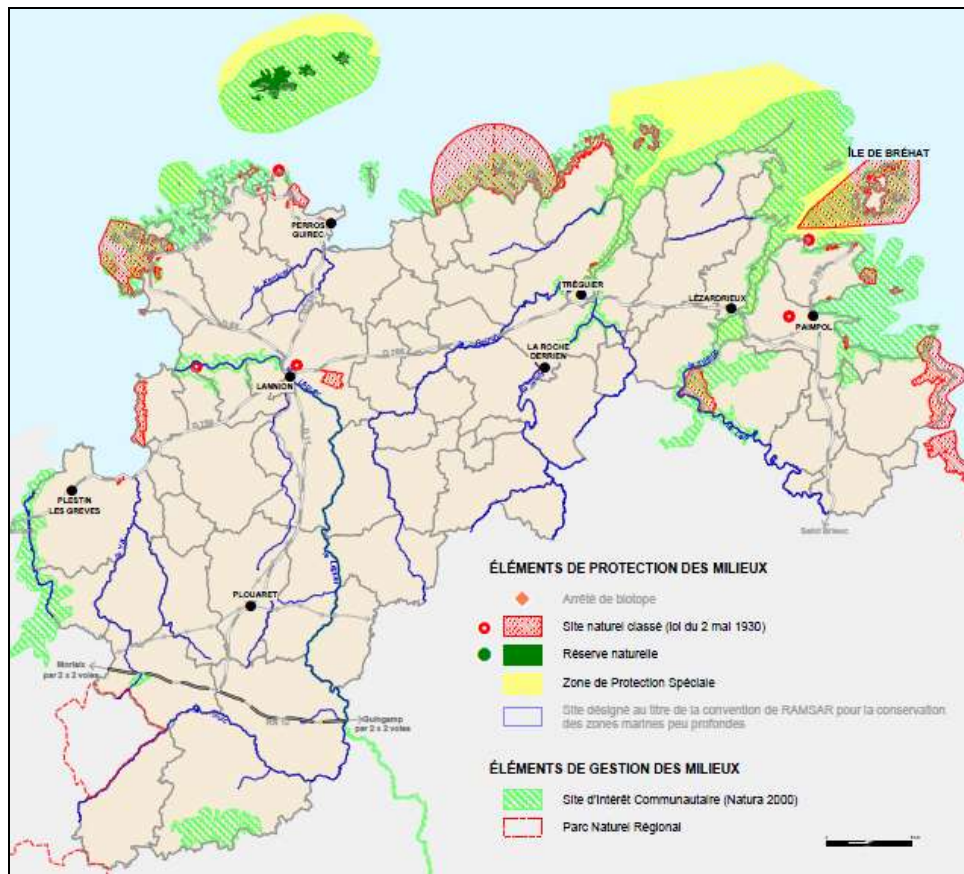 ÎLE DE BRÉHAT
PERROS
GUIREC
TRÉGUIER
LÉZARDRIEUX
PAIMPOL
LA ROCHE
DERRIEN
LANNION
PLESTIN
LES GRÈVES
PLOUARET
Saint Brieuc
Morlaix
par 2 x 2 voies
Guingamp
par 2 x 2 voies
ÉLÉMENTS DE PROTECTION DES MILIEUX
Arrêté de biotope
Site naturel classé (loi du 2 mai 1930)
Réserve naturelle
Zone de Protection Spéciale
Site désigné au titre de la convention de RAMSAR pour la conservation
des zones marines peu profondes
ÉLÉMENTS DE GESTION DES MILIEUX
Site d'Intérêt Communautaire (Natura 2000)
Parc Naturel Régional